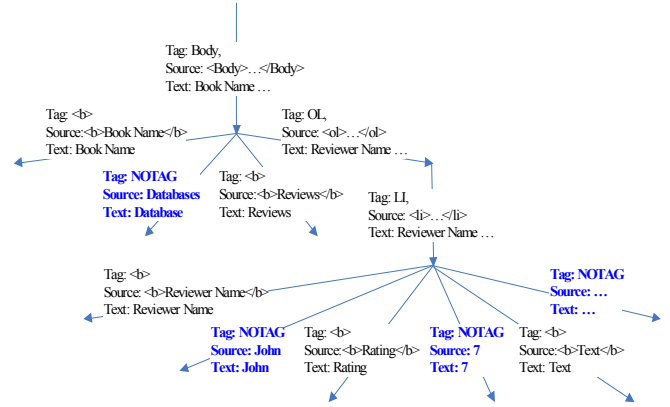 Tag: Body,
Source: <Body>…</Body>
Text: Book Name …
Tag: <b>
Source:<b>Book Name</b>
Text: Book Name
Tag: OL,
Source: <ol>…</ol>
Text: Reviewer Name …
Tag: NOTAG
Source: Databases
Text: Database
Tag: <b>
Source:<b>Reviews</b>
Text: Reviews
Tag: LI,
Source: <li>…</li>
Text: Reviewer Name …
Tag: <b>
Source: <b>Reviewer Name</b>
Text: Reviewer Name
Tag: NOTAG
Source: …
Text: …
Tag: NOTAG
Source: John
Text: John
Tag: <b>
Source:<b>Rating</b>
Text: Rating
Tag: NOTAG
Source: 7
Text: 7
Tag: <b>
Source:<b>Text</b>
Text: Text